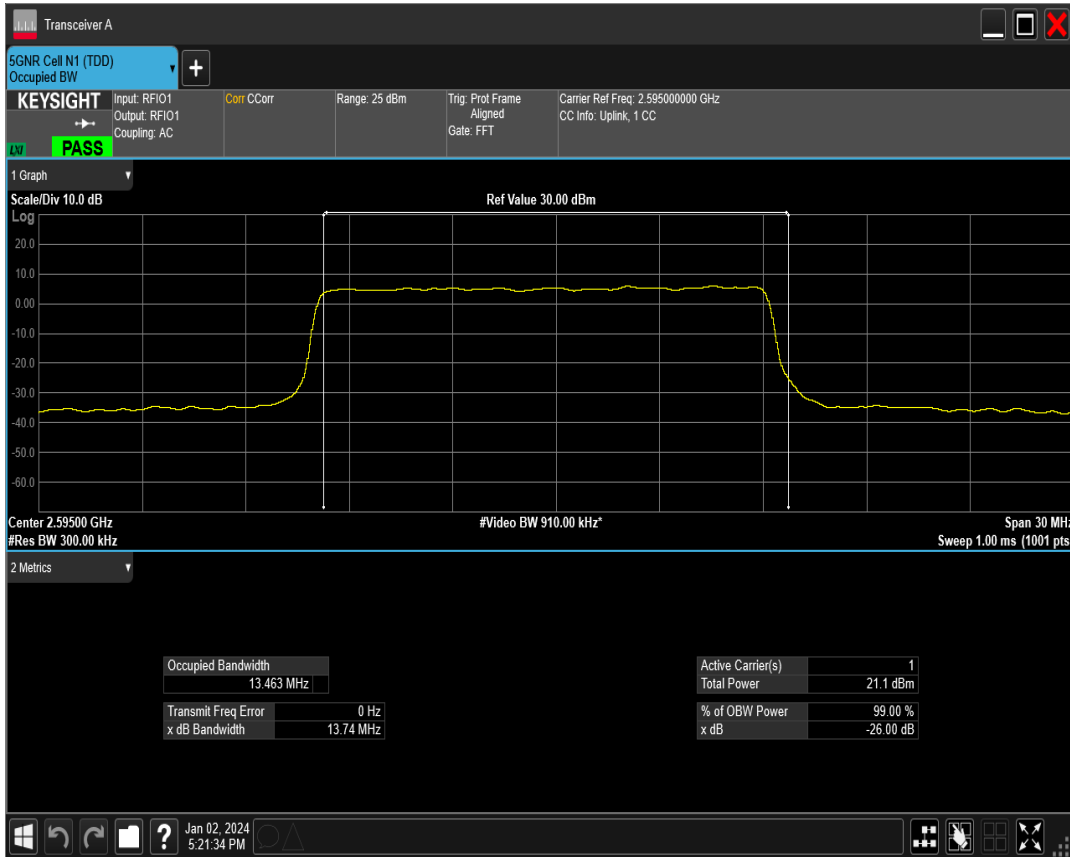 Transceiver A
5GNR Cell N1 (TDD)
Occupied BW
KEYSIGHT
LXI
PASS
Input: RFIO1
Output: RFIO1
Coupling: AC
Corr CCorr
Range: 25 dBm
Trig: Prot Frame
Aligned
Gate: FFT
Carrier Ref Freq: 2.595000000 GHz
CC Info: Uplink, 1 CC
1 Graph
Scale/Div 10.0 dB
Ref Value 30.00 dBm
Log
20.0
10.0
0.00
-10.0
-20.0
-30.0
-40.0
-50.0
-60.0
Center 2.59500 GHz
#Video BW 910.00 kHz*
Span 30 MHz
#Res BW 300.00 kHz
Sweep 1.00 ms (1001 pts
2 Metrics
Occupied Bandwidth
13.463 MHz
Transmit Freq Error 0 Hz
x dB Bandwidth 13.74 MHz
Active Carrier(s) 1
Total Power 21.1 dBm
% of OBW Power 99.00 %
x dB -26.00 dB
?
Jan 02, 2024
5:21:34 PM